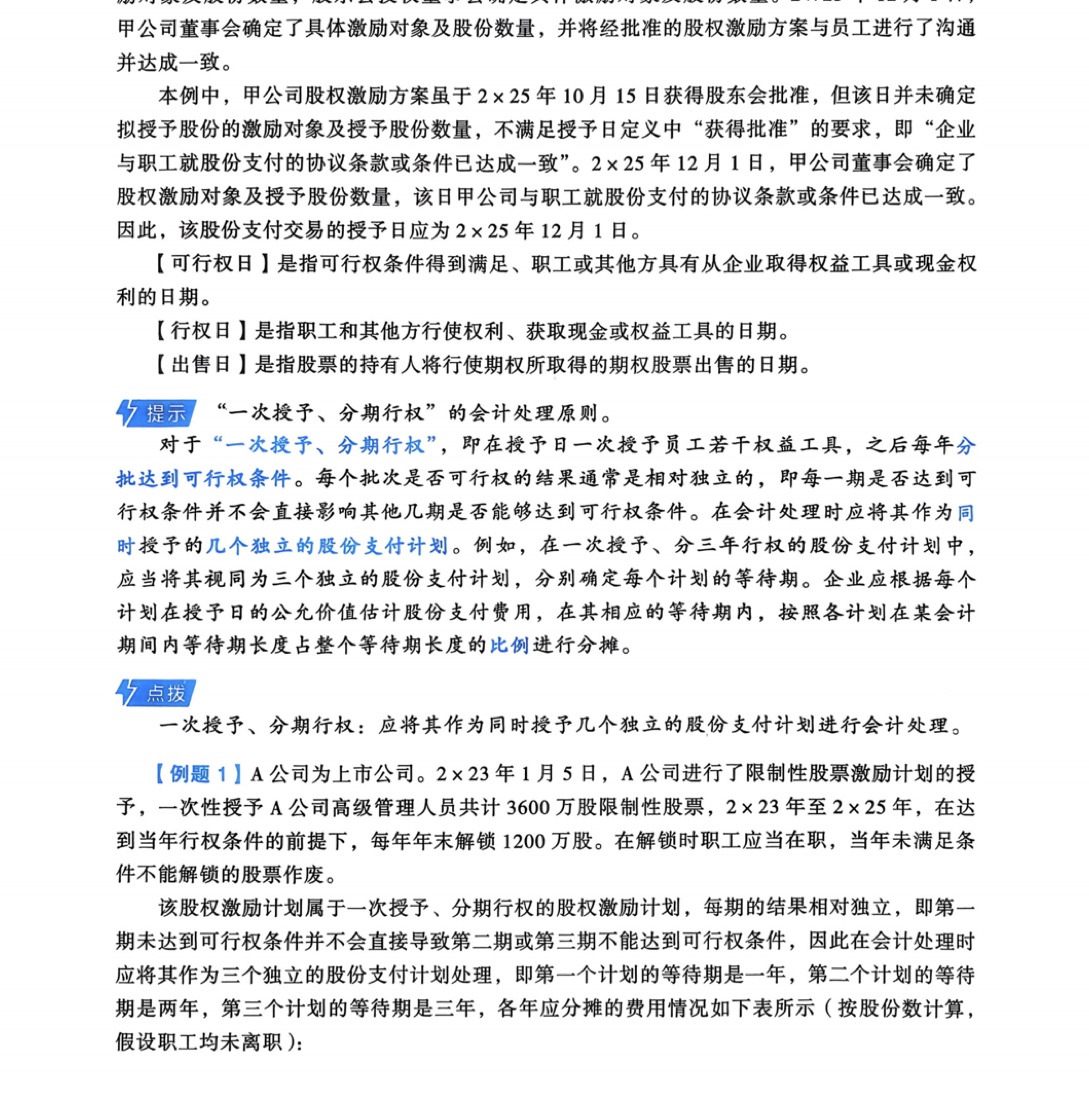 甲公司董事会确定了具体激励对象及股份数量，并将经批准的股权激励方案与员工进行了沟通
并达成一致。
本例中，甲公司股权激励方案虽于 2×25 年 10 月 15 日获得股东会批准，但该日并未确定
拟授予股份的激励对象及授予股份数量，不满足授予日定义中“获得批准”的要求，即“企业
与职工就股份支付的协议条款或条件已达成一致”。2×25 年 12 月 1 日，甲公司董事会确定了
股权激励对象及授予股份数量，该日甲公司与职工就股份支付的协议条款或条件已达成一致。
因此，该股份支付交易的授予日应为 2×25 年 12 月 1 日。
【可行权日】是指可行权条件得到满足、职工或其他方具有从企业取得权益工具或现金权
利的日期。
【行权日】是指职工和其他方行使权利、获取现金或权益工具的日期。
【出售日】是指股票的持有人将行使期权所取得的期权股票出售的日期。
提示 “一次授予、分期行权”的会计处理原则。
对于“一次授予、分期行权”，即在授予日一次授予员工若干权益工具，之后每年分
批达到可行权条件。每个批次是否可行权的结果通常是相对独立的，即每一期是否达到可
行权条件并不会直接影响其他几期是否能够达到可行权条件。在会计处理时应将其作为同
时授予的几个独立的股份支付计划。例如，在一次授予、分三年行权的股份支付计划中，
应当将其视同为三个独立的股份支付计划，分别确定每个计划的等待期。企业应根据每个
计划在授予日的公允价值估计股份支付费用，在其相应的等待期内，按照各计划在某会计
期间内等待期长度占整个等待期长度的比例进行分摊。
点拨
一次授予、分期行权：应将其作为同时授予几个独立的股份支付计划进行会计处理。
【例题 1】A 公司为上市公司。2×23 年 1 月 5 日，A 公司进行了限制性股票激励计划的授
予，一次性授予 A 公司高级管理人员共计 3600 万股限制性股票，2×23 年至 2×25 年，在达
到当年行权条件的前提下，每年年末解锁 1200 万股。在解锁时职工应当在职，当年未满足条
件不能解锁的股票作废。
该股权激励计划属于一次授予、分期行权的股权激励计划，每期的结果相对独立，即第一
期未达到可行权条件并不会直接导致第二期或第三期不能达到可行权条件，因此在会计处理时
应将其作为三个独立的股份支付计划处理，即第一个计划的等待期是一年，第二个计划的等待
期是两年，第三个计划的等待期是三年，各年应分摊的费用情况如下表所示（按股份数计算，
假设职工均未离职）：